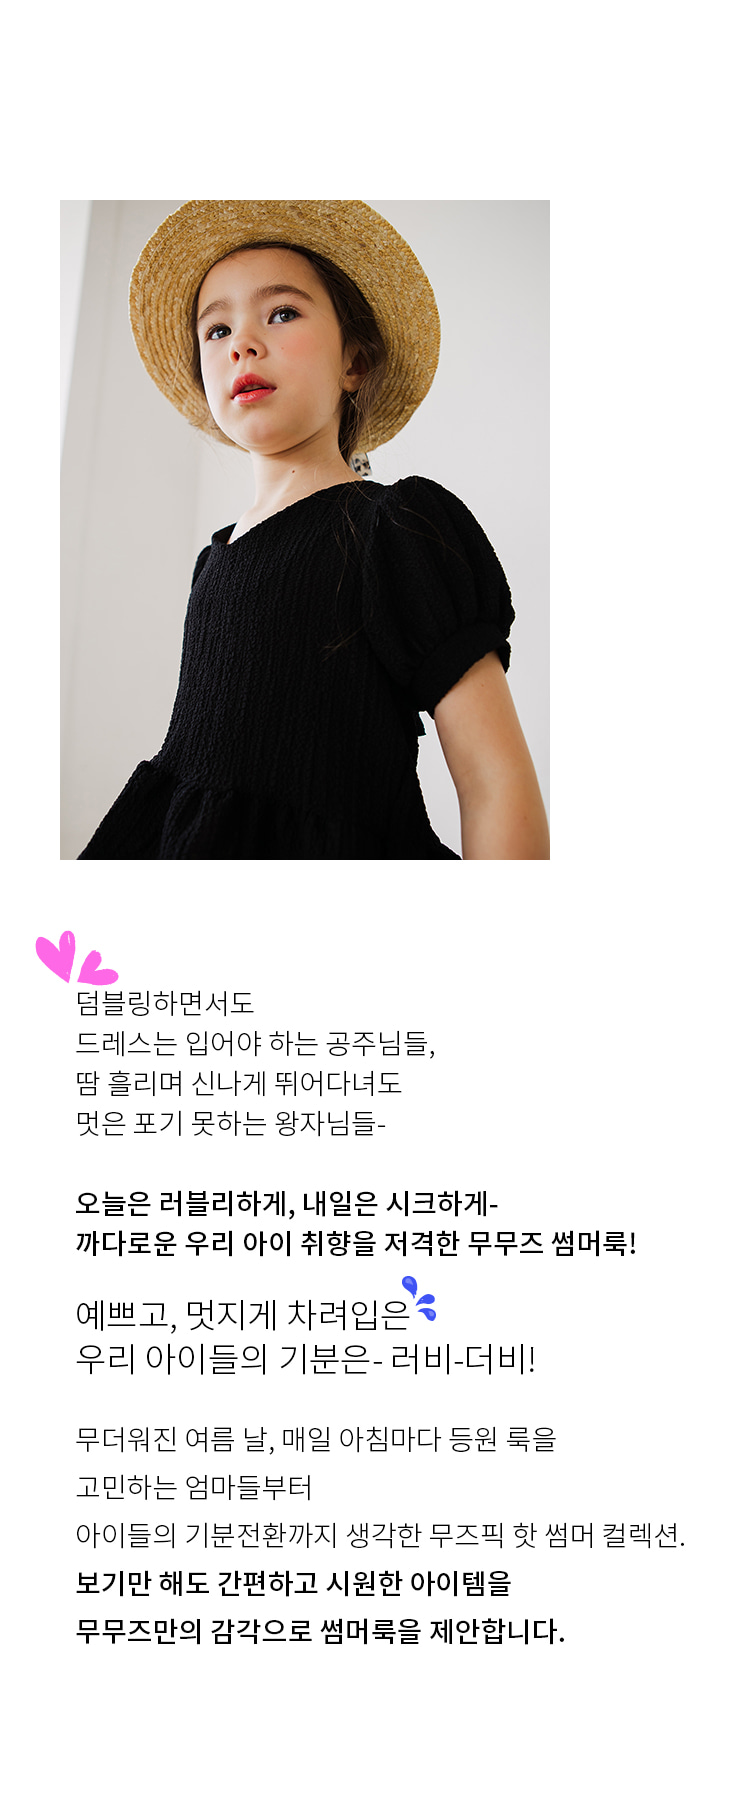 덤블링하면서도
드레스는 입어야 하는 공주님들,
땀 흘리며 신나게 뛰어다녀도
멋은 포기 못하는 왕자님들-
오늘은 러블리하게, 내일은 시크하게-
까다로운 우리 아이 취향을 저격한 무무즈 썸머룩!
예쁘고, 멋지게 차려입은
우리 아이들의 기분은- 러비-더비!
무더워진 여름 날, 매일 아침마다 등원 룩을
고민하는 엄마들부터
아이들의 기분전환까지 생각한 무즈픽 핫 썸머 컬렉션.
보기만 해도 간편하고 시원한 아이템을
무무즈만의 감각으로 썸머룩을 제안합니다.